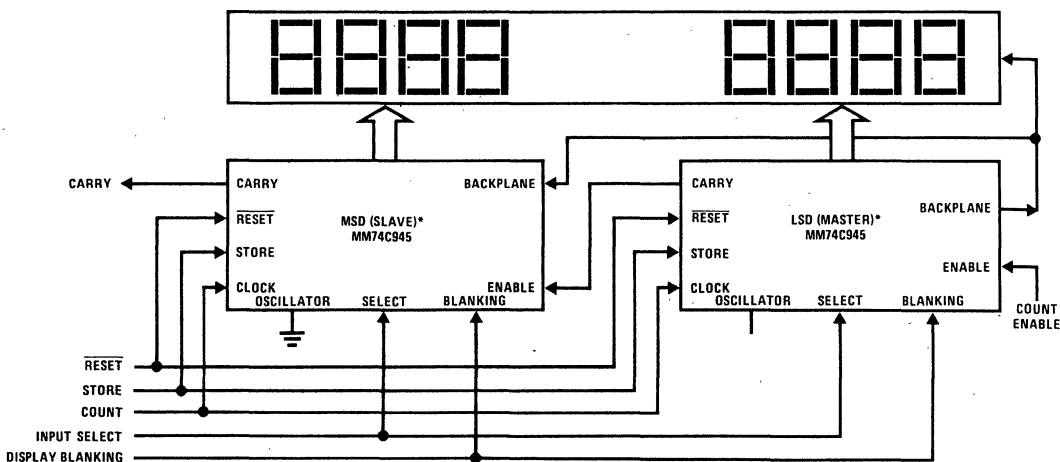 CARRY
CARRY
RESET
STORE
CLOCK
OSCILLATOR
SELECT
BLANKING
ENABLE
BACKPLANE
MSD (SLAVE)*
MM74C945
CARRY
RESET
STORE
CLOCK
OSCILLATOR
SELECT
BLANKING
ENABLE
BACKPLANE
LSD (MASTER)*
MM74C945
COUNT
ENABLE
RESET
STORE
COUNT
INPUT SELECT
DISPLAY BLANKING